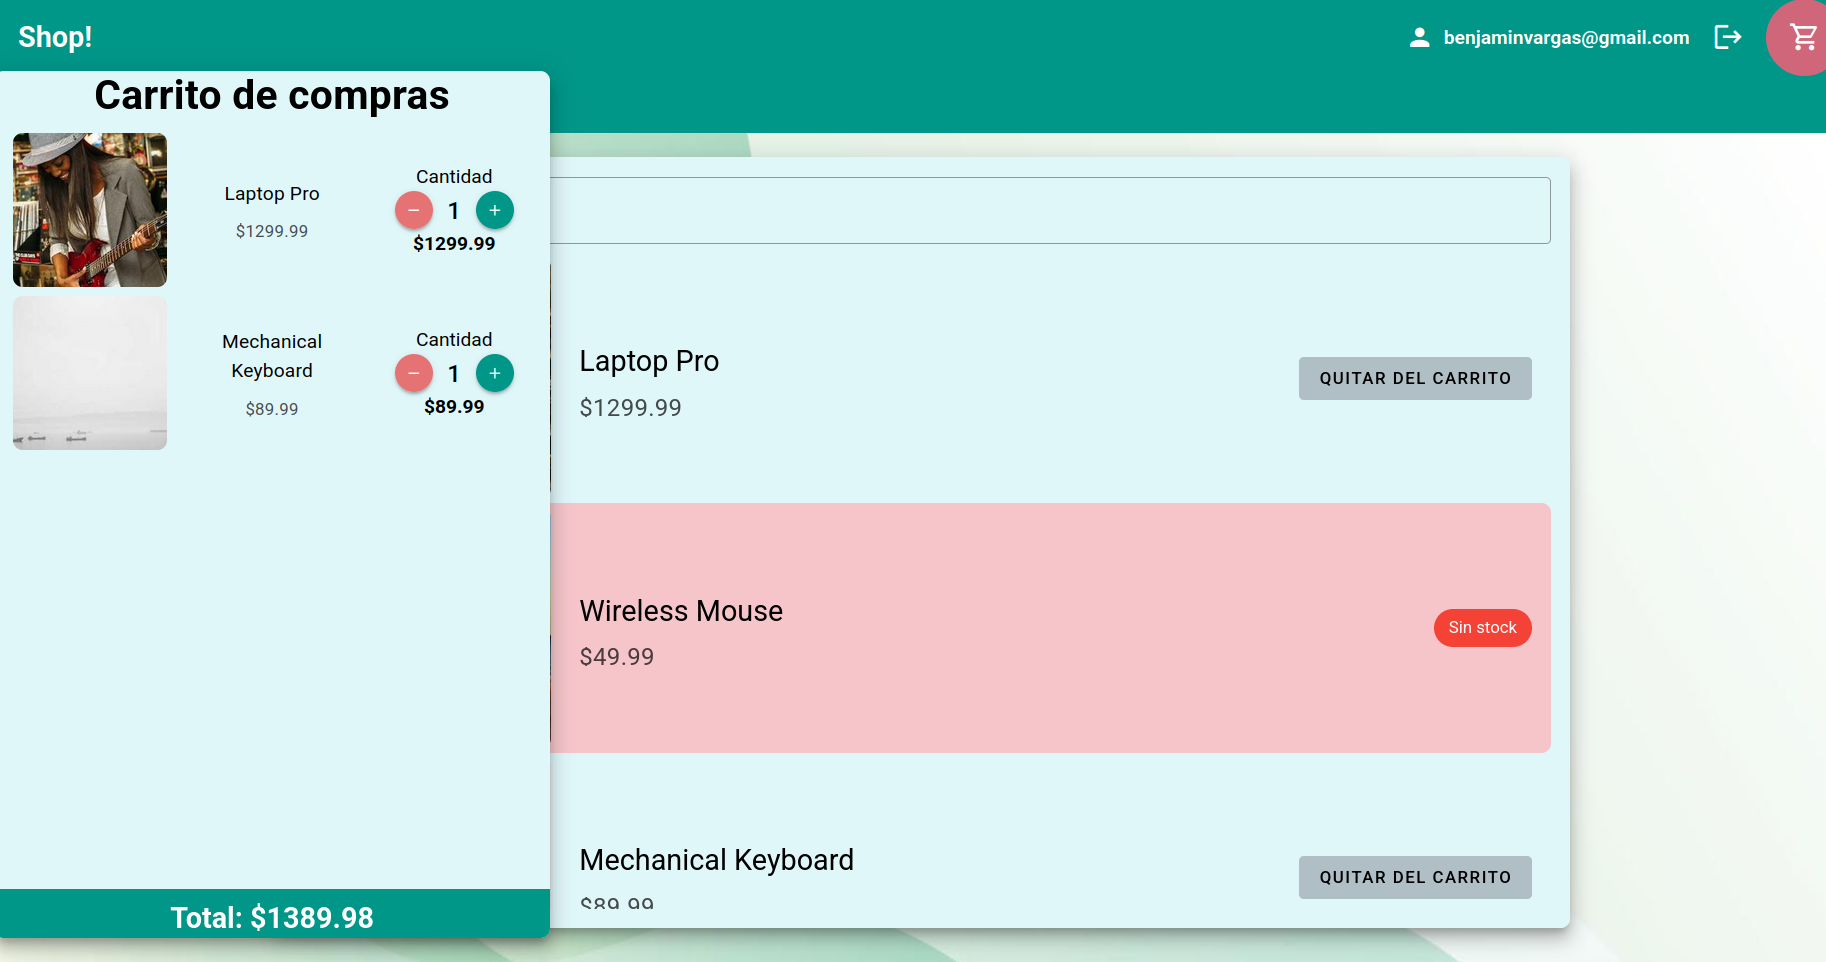 Shop!
benjaminvargas@gmail.com
Carrito de compras
Laptop Pro
$1299.99
Cantidad
− 1 +
$1299.99
Mechanical
Keyboard
$89.99
Cantidad
− 1 +
$89.99
Total: $1389.98
Laptop Pro
$1299.99
QUITAR DEL CARRITO
Wireless Mouse
$49.99
Sin stock
Mechanical Keyboard
$89.99
QUITAR DEL CARRITO